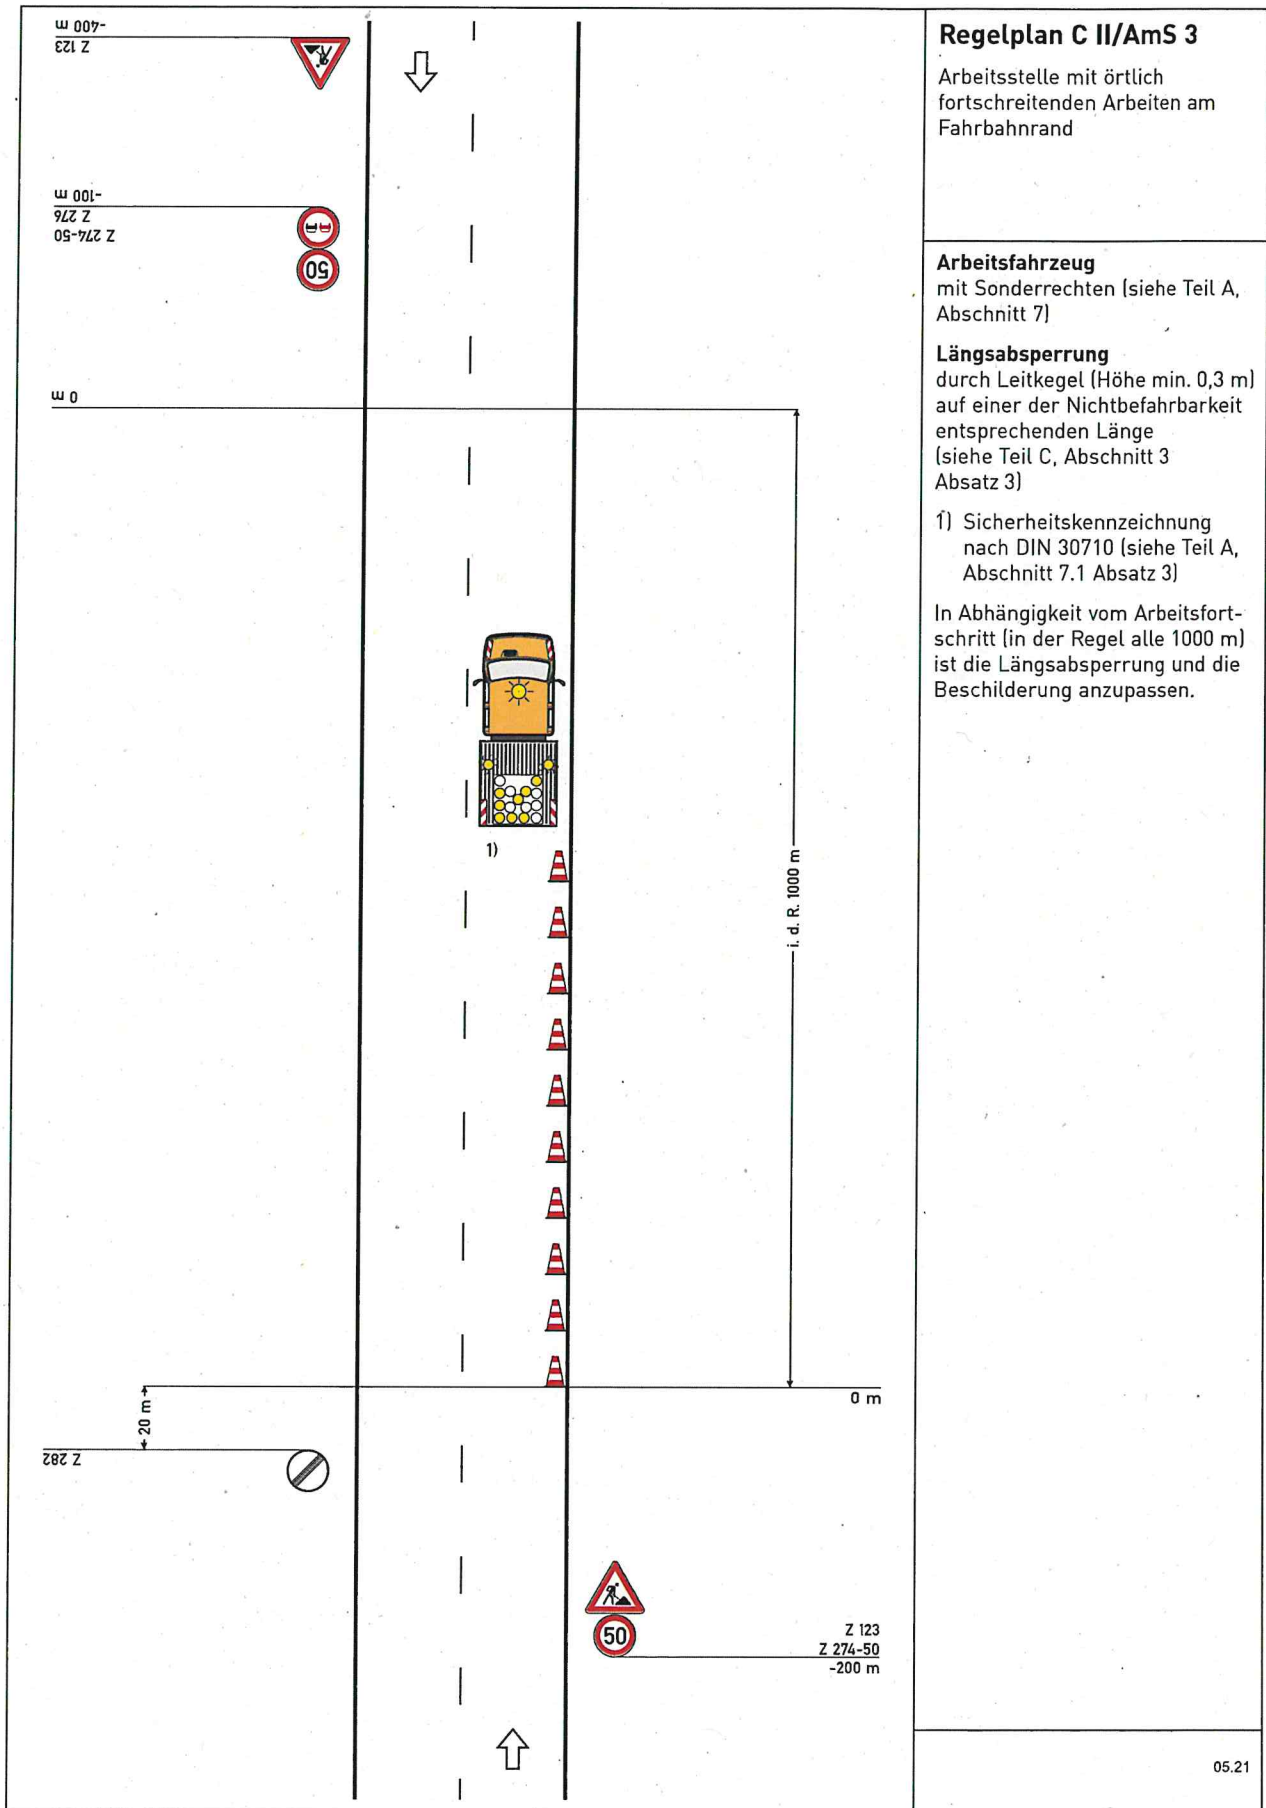 -400 m
Z 123
-100 m
Z 276
Z 274-50
50
0 m
1)
i. d. R. 1000 m
0 m
20 m
Z 282
50
Z 123
Z 274-50
-200 m
Regelplan C II/AmS 3
Arbeitsstelle mit örtlich
fortschreitenden Arbeiten am
Fahrbahnrand
Arbeitsfahrzeug
mit Sonderrechten (siehe Teil A,
Abschnitt 7)
Längsabsperrung
durch Leitkegel (Höhe min. 0,3 m)
auf einer der Nichtbefahrbarkeit
entsprechenden Länge
(siehe Teil C, Abschnitt 3
Absatz 3)
1) Sicherheitskennzeichnung
nach DIN 30710 (siehe Teil A,
Abschnitt 7.1 Absatz 3)
In Abhängigkeit vom Arbeitsfort-
schritt (in der Regel alle 1000 m)
ist die Längsabsperrung und die
Beschilderung anzupassen.
05.21